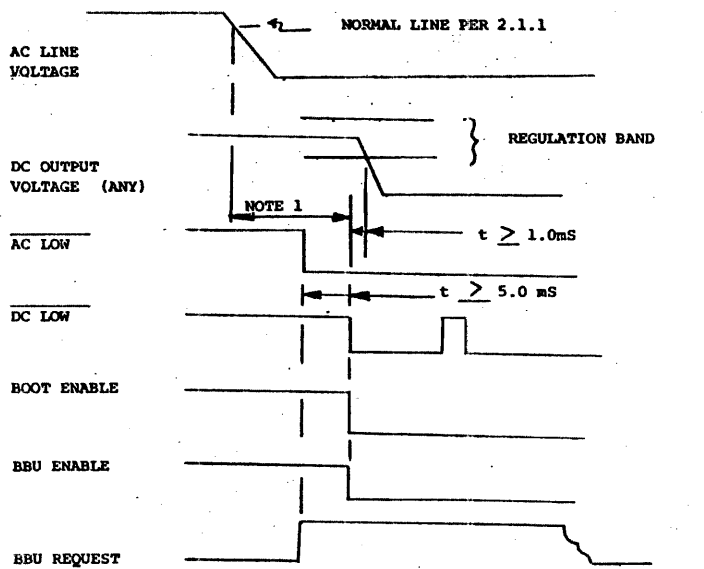 NORMAL LINE PER 2.1.1
AC LINE
VOLTAGE
REGULATION BAND
DC OUTPUT
VOLTAGE (ANY)
NOTE 1
t ≥ 1.0mS
AC LOW
t ≥ 5.0 mS
DC LOW
BOOT ENABLE
BBU ENABLE
BBU REQUEST